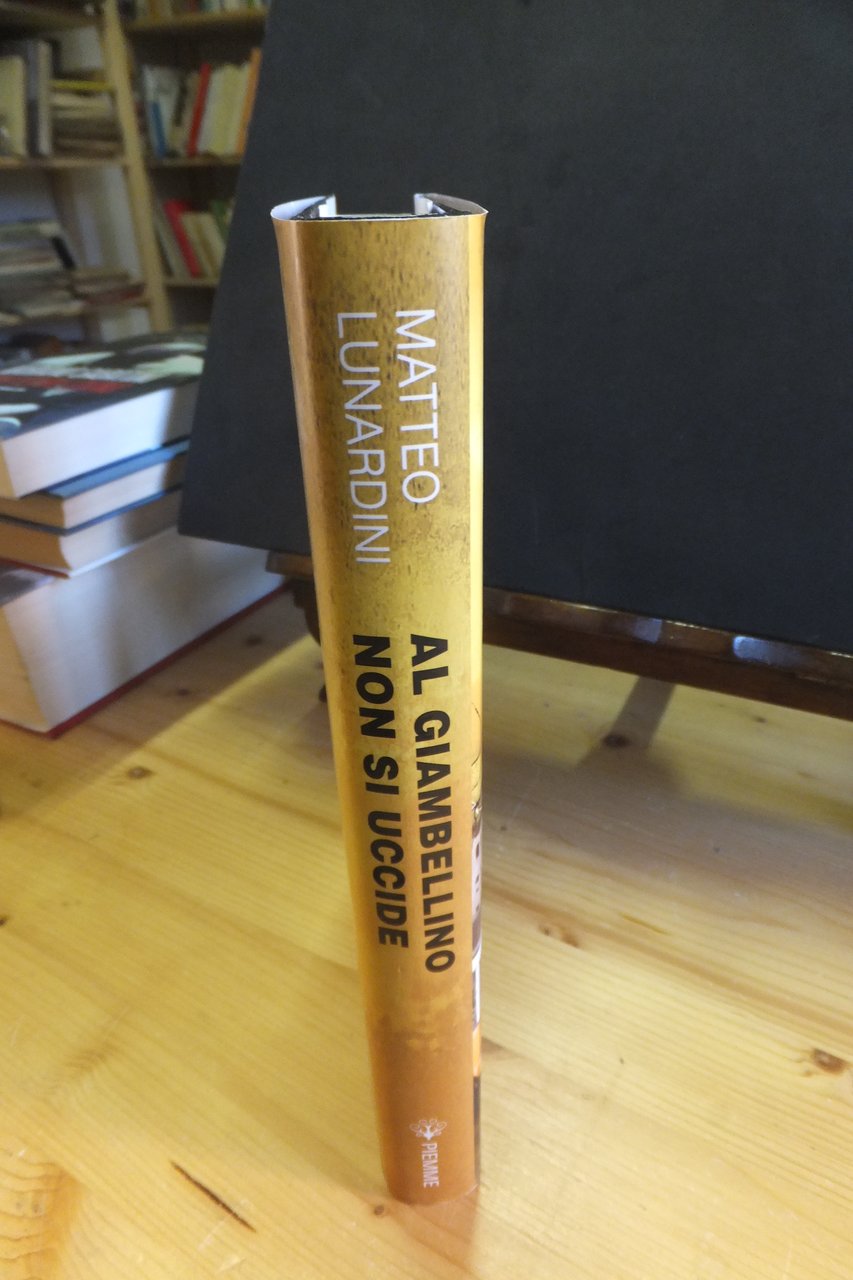 MATTEO
LUNARDINI
AL GIAMBELLINO
NON SI UCCIDE
PIEMME